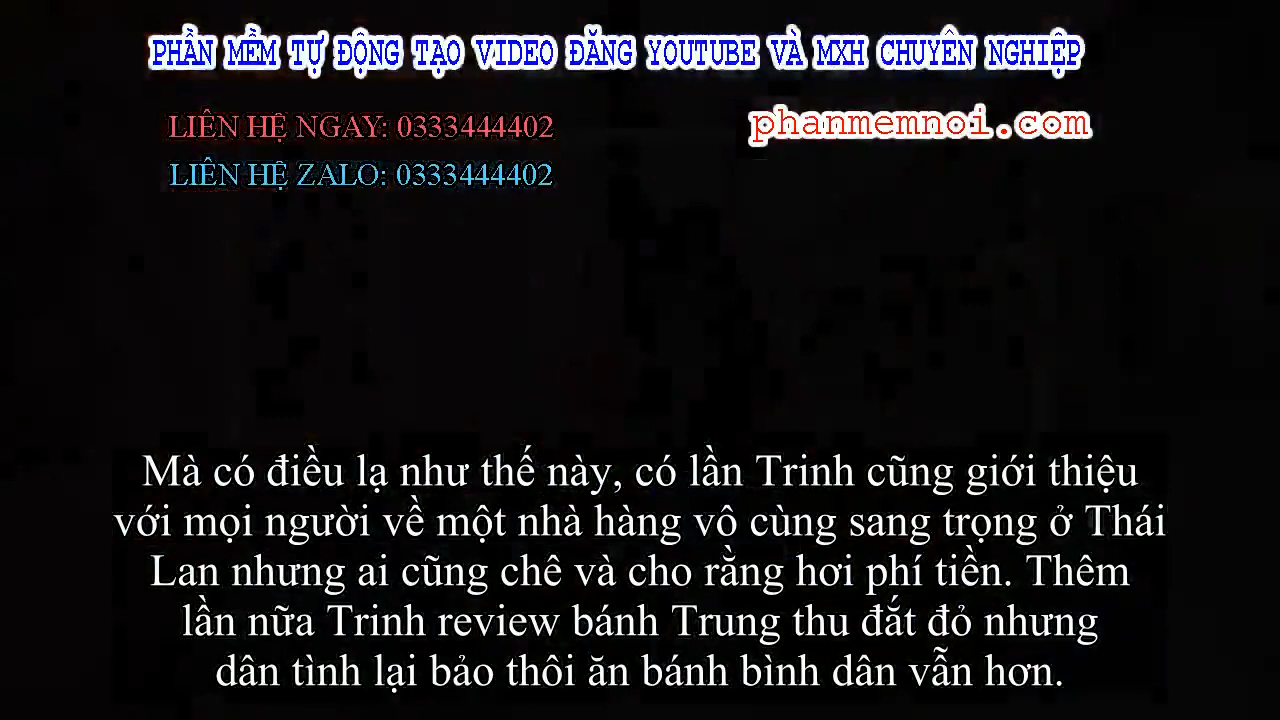 PHẦN MỀM TỰ ĐỘNG TẠO VIDEO ĐĂNG YOUTUBE VÀ MXH CHUYÊN NGHIỆP
LIÊN HỆ NGAY: 0333444402
phanmemnoi.com
LIÊN HỆ ZALO: 0333444402
Mà có điều lạ như thế này, có lần Trinh cũng giới thiệu
với mọi người về một nhà hàng vô cùng sang trọng ở Thái
Lan nhưng ai cũng chê và cho rằng hơi phí tiền. Thêm
lần nữa Trinh review bánh Trung thu đắt đỏ nhưng
dân tình lại bảo thôi ăn bánh bình dân vẫn hơn.